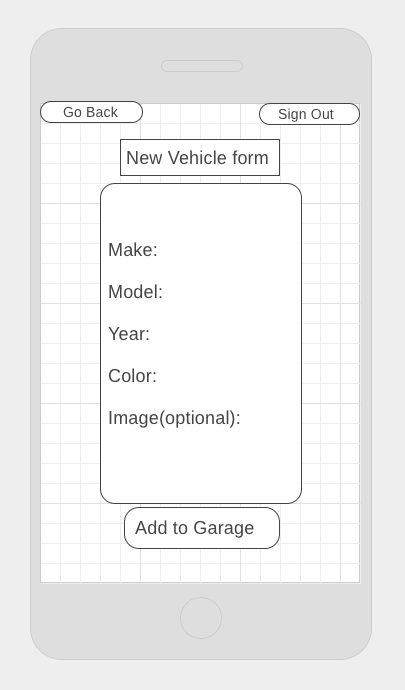 Go Back
Sign Out
New Vehicle form
Make:
Model:
Year:
Color:
Image(optional):
Add to Garage